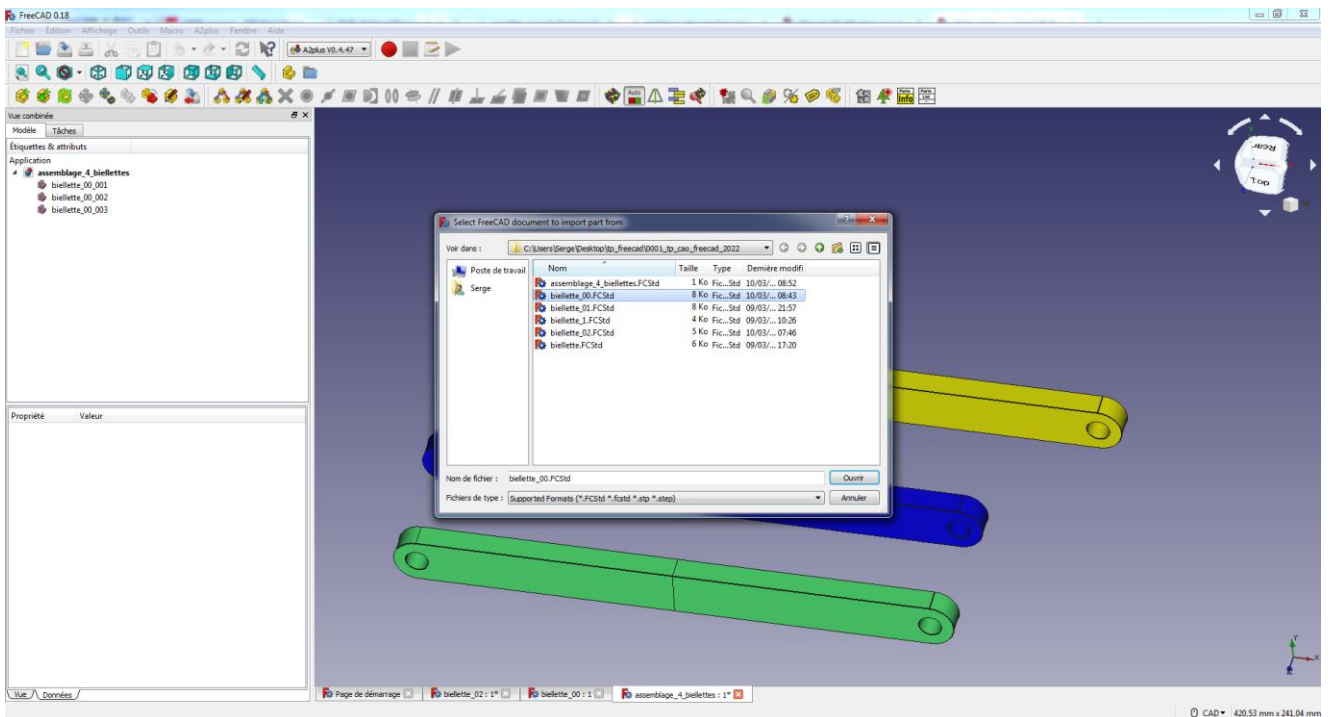 FreeCAD 0.18
Fichier Édition Affichage Outils Macro A2plus Fenêtre Aide
A2plus V0.4.47
Auto
Parts Info
Parts List
Vue combinée
Modèle Tâches
Étiquettes & attributs
Application
assemblage_4_biellettes
biellette_00_001
biellette_00_002
biellette_00_003
Rear
Top
Select FreeCAD document to import part from
Voir dans : C:\Users\Serge\Desktop\tp_freecad\0001_tp_cao_freecad_2022
Poste de travail
Serge
Nom Taille Type Dernière modifi
assemblage_4_biellettes.FCStd 1 Ko Fic...Std 10/03/... 08:52
biellette_00.FCStd 8 Ko Fic...Std 10/03/... 08:43
biellette_01.FCStd 8 Ko Fic...Std 09/03/... 21:57
biellette_1.FCStd 4 Ko Fic...Std 09/03/... 10:26
biellette_02.FCStd 5 Ko Fic...Std 10/03/... 07:46
biellette.FCStd 6 Ko Fic...Std 09/03/... 17:20
Nom de fichier : biellette_00.FCStd Ouvrir
Fichiers de type : Supported Formats (*.FCStd *.fcstd *.stp *.step) Annuler
Propriété Valeur
Y
X
Vue Données
Page de démarrage biellette_02 : 1* biellette_00 : 1 assemblage_4_biellettes : 1*
CAD 420,53 mm x 241,04 mm